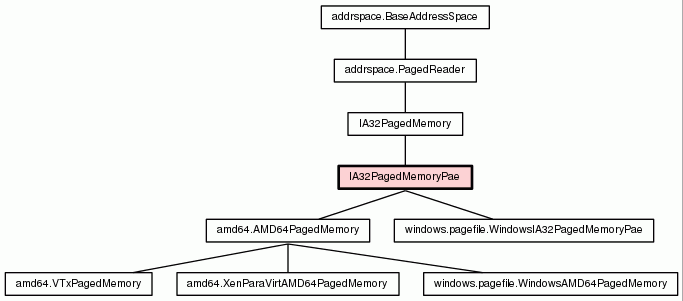 addrspace.BaseAddressSpace
addrspace.PagedReader
IA32PagedMemory
IA32PagedMemoryPae
amd64.AMD64PagedMemory
windows.pagefile.WindowsIA32PagedMemoryPae
amd64.VTxPagedMemory
amd64.XenParaVirtAMD64PagedMemory
windows.pagefile.WindowsAMD64PagedMemory